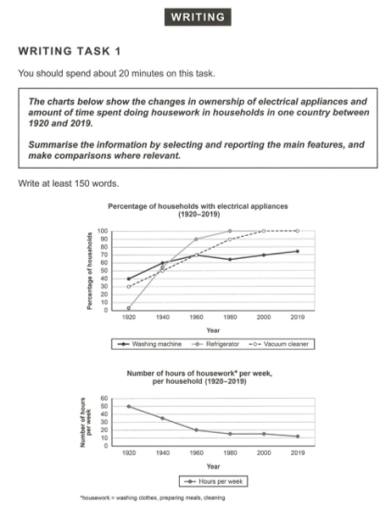 WRITING
WRITING TASK 1
You should spend about 20 minutes on this task.
The charts below show the changes in ownership of electrical appliances and
amount of time spent doing housework in households in one country between
1920 and 2019.
Summarise the information by selecting and reporting the main features, and
make comparisons where relevant.
Write at least 150 words.
Percentage of households with electrical appliances
(1920–2019)
Percentage of households
100
90
80
70
60
50
40
30
20
10
0
1920 1940 1960 1980 2000 2019
Year
Washing machine Refrigerator Vacuum cleaner
Number of hours of housework* per week,
per household (1920–2019)
Number of hours
per week
60
50
40
30
20
10
0
1920 1940 1960 1980 2000 2019
Year
Hours per week
*housework = washing clothes, preparing meals, cleaning